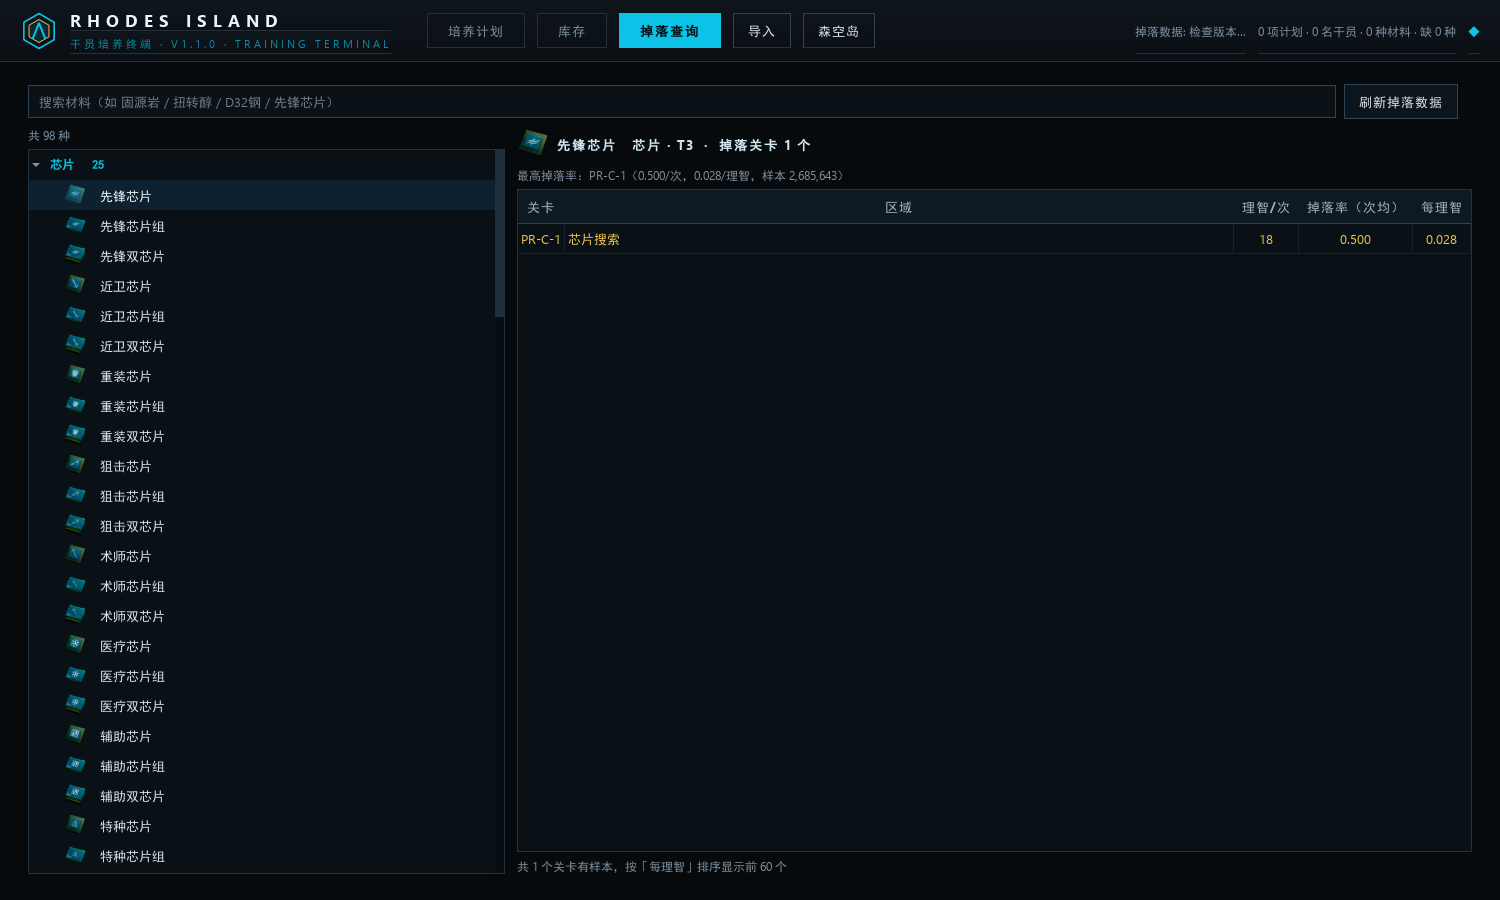 RHODES ISLAND
干员培养终端 · V1.1.0 · TRAINING TERMINAL
培养计划
库存
掉落查询
导入
森空岛
掉落数据: 检查版本...
0 项计划 · 0 名干员 · 0 种材料 · 缺 0 种
搜索材料（如 固源岩 / 扭转醇 / D32钢 / 先锋芯片）
刷新掉落数据
共 98 种
芯片 25
先锋芯片
先锋芯片组
先锋双芯片
近卫芯片
近卫芯片组
近卫双芯片
重装芯片
重装芯片组
重装双芯片
狙击芯片
狙击芯片组
狙击双芯片
术师芯片
术师芯片组
术师双芯片
医疗芯片
医疗芯片组
医疗双芯片
辅助芯片
辅助芯片组
辅助双芯片
特种芯片
特种芯片组
先锋芯片 芯片 · T3 · 掉落关卡 1 个
最高掉落率：PR-C-1（0.500/次，0.028/理智，样本 2,685,643）
关卡 区域 理智/次 掉落率（次均） 每理智
PR-C-1 芯片搜索 18 0.500 0.028
共 1 个关卡有样本，按「每理智」排序显示前 60 个